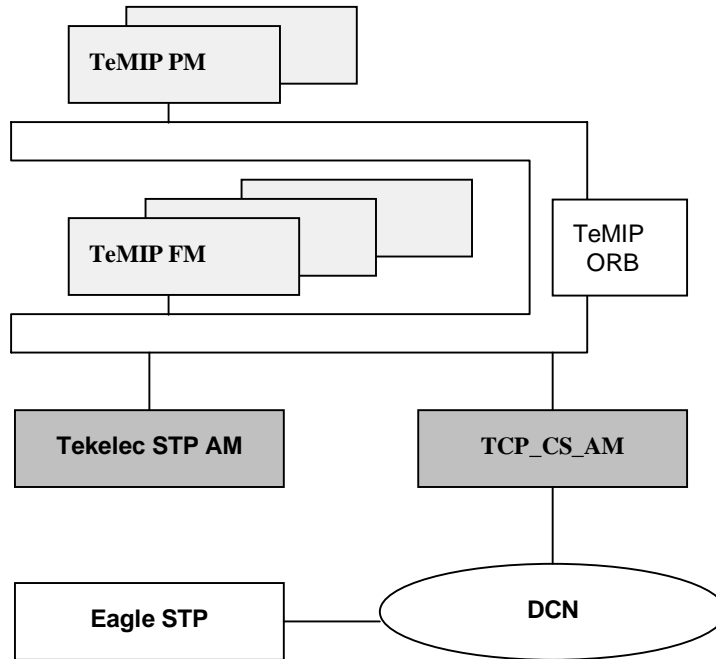 TeMIP PM
TeMIP FM
TeMIP
ORB
Tekelec STP AM
TCP_CS_AM
Eagle STP
DCN